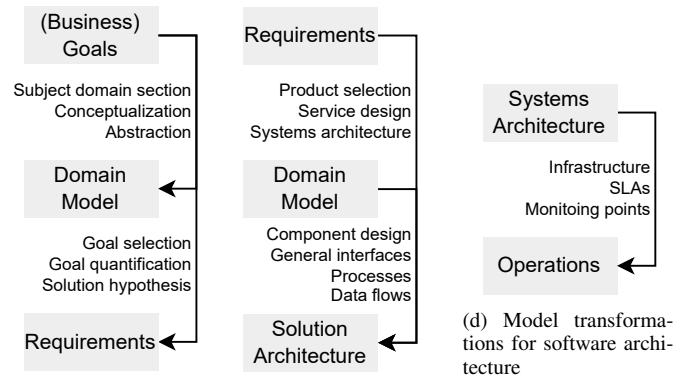 (Business)
Goals
Subject domain section
Conceptualization
Abstraction
Domain
Model
Goal selection
Goal quantification
Solution hypothesis
Requirements
Requirements
Product selection
Service design
Systems architecture
Domain
Model
Component design
General interfaces
Processes
Data flows
Solution
Architecture
Systems
Architecture
Infrastructure
SLAs
Monitoing points
Operations
(d) Model transforma-
tions for software archi-
tecture